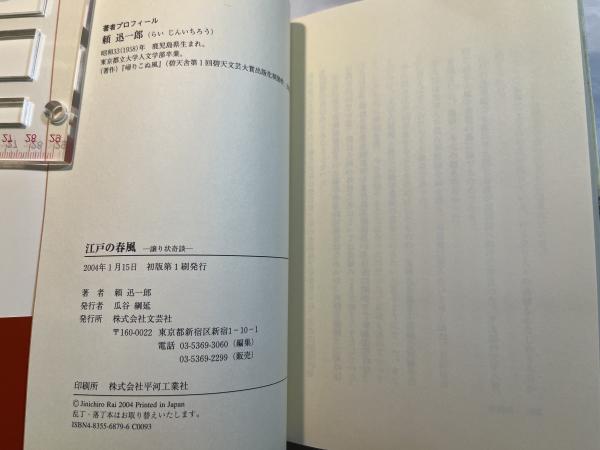 著者プロフィール
頼 迅一郎(らい じんいちろう)
昭和33(1958)年 鹿児島県生まれ。
東京都立大学人文学部卒業。
(著作)『帰りこぬ風』(碧天舎第1回碧天文芸大賞出版化奨励
江戸の春風 ―譲り状奇談―
2004年1月15日 初版第1刷発行
著 者 頼 迅一郎
発行者 瓜谷 綱延
発行所 株式会社文芸社
〒160-0022 東京都新宿区新宿1-10-1
電話 03-5369-3060(編集)
03-5369-2299(販売)
印刷所 株式会社平河工業社
© Jinichiro Rai 2004 Printed in Japan
乱丁・落丁本はお取り替えいたします。
ISBN4-8355-6879-6 C0093
27 28 29